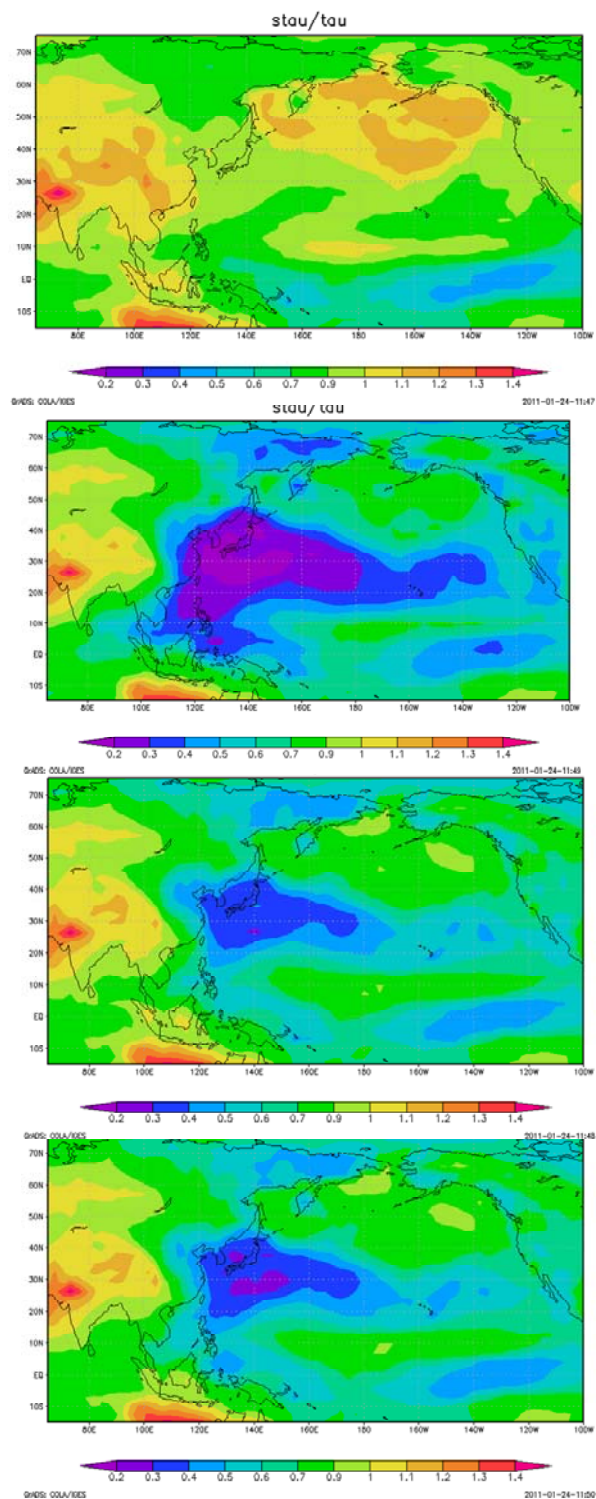 stau/tau
70N
60N
50N
40N
30N
20N
10N
EQ
10S
80E 100E 120E 140E 160E 180 160W 140W 120W 100W
0.2 0.3 0.4 0.5 0.6 0.7 0.9 1 1.1 1.2 1.3 1.4
GrADS: COLA/IGES 2011-01-24-11:47
stau/tau
70N
60N
50N
40N
30N
20N
10N
EQ
10S
80E 100E 120E 140E 160E 180 160W 140W 120W 100W
0.2 0.3 0.4 0.5 0.6 0.7 0.9 1 1.1 1.2 1.3 1.4
GrADS: COLA/IGES 2011-01-24-11:49
70N
60N
50N
40N
30N
20N
10N
EQ
10S
80E 100E 120E 140E 160E 180 160W 140W 120W 100W
0.2 0.3 0.4 0.5 0.6 0.7 0.9 1 1.1 1.2 1.3 1.4
GrADS: COLA/IGES 2011-01-24-11:48
70N
60N
50N
40N
30N
20N
10N
EQ
10S
80E 100E 120E 140E 160E 180 160W 140W 120W 100W
0.2 0.3 0.4 0.5 0.6 0.7 0.9 1 1.1 1.2 1.3 1.4
GrADS: COLA/IGES 2011-01-24-11:50